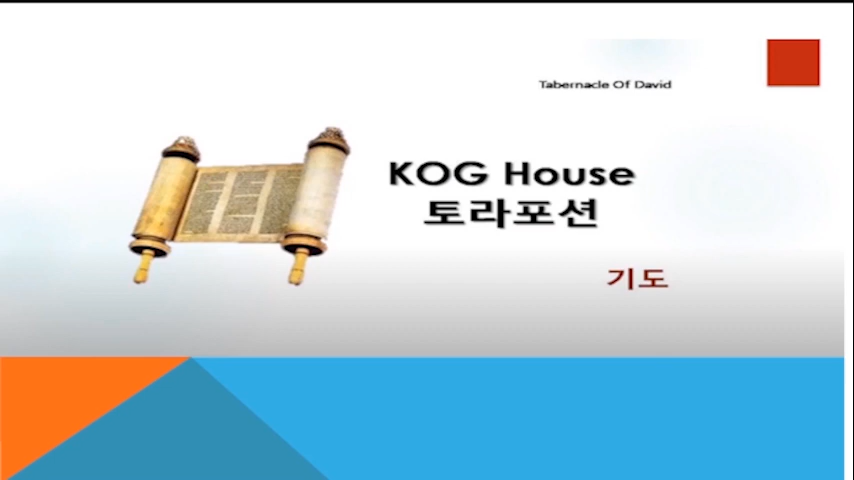 Tabernacle Of David
KOG House
토라포션
기도